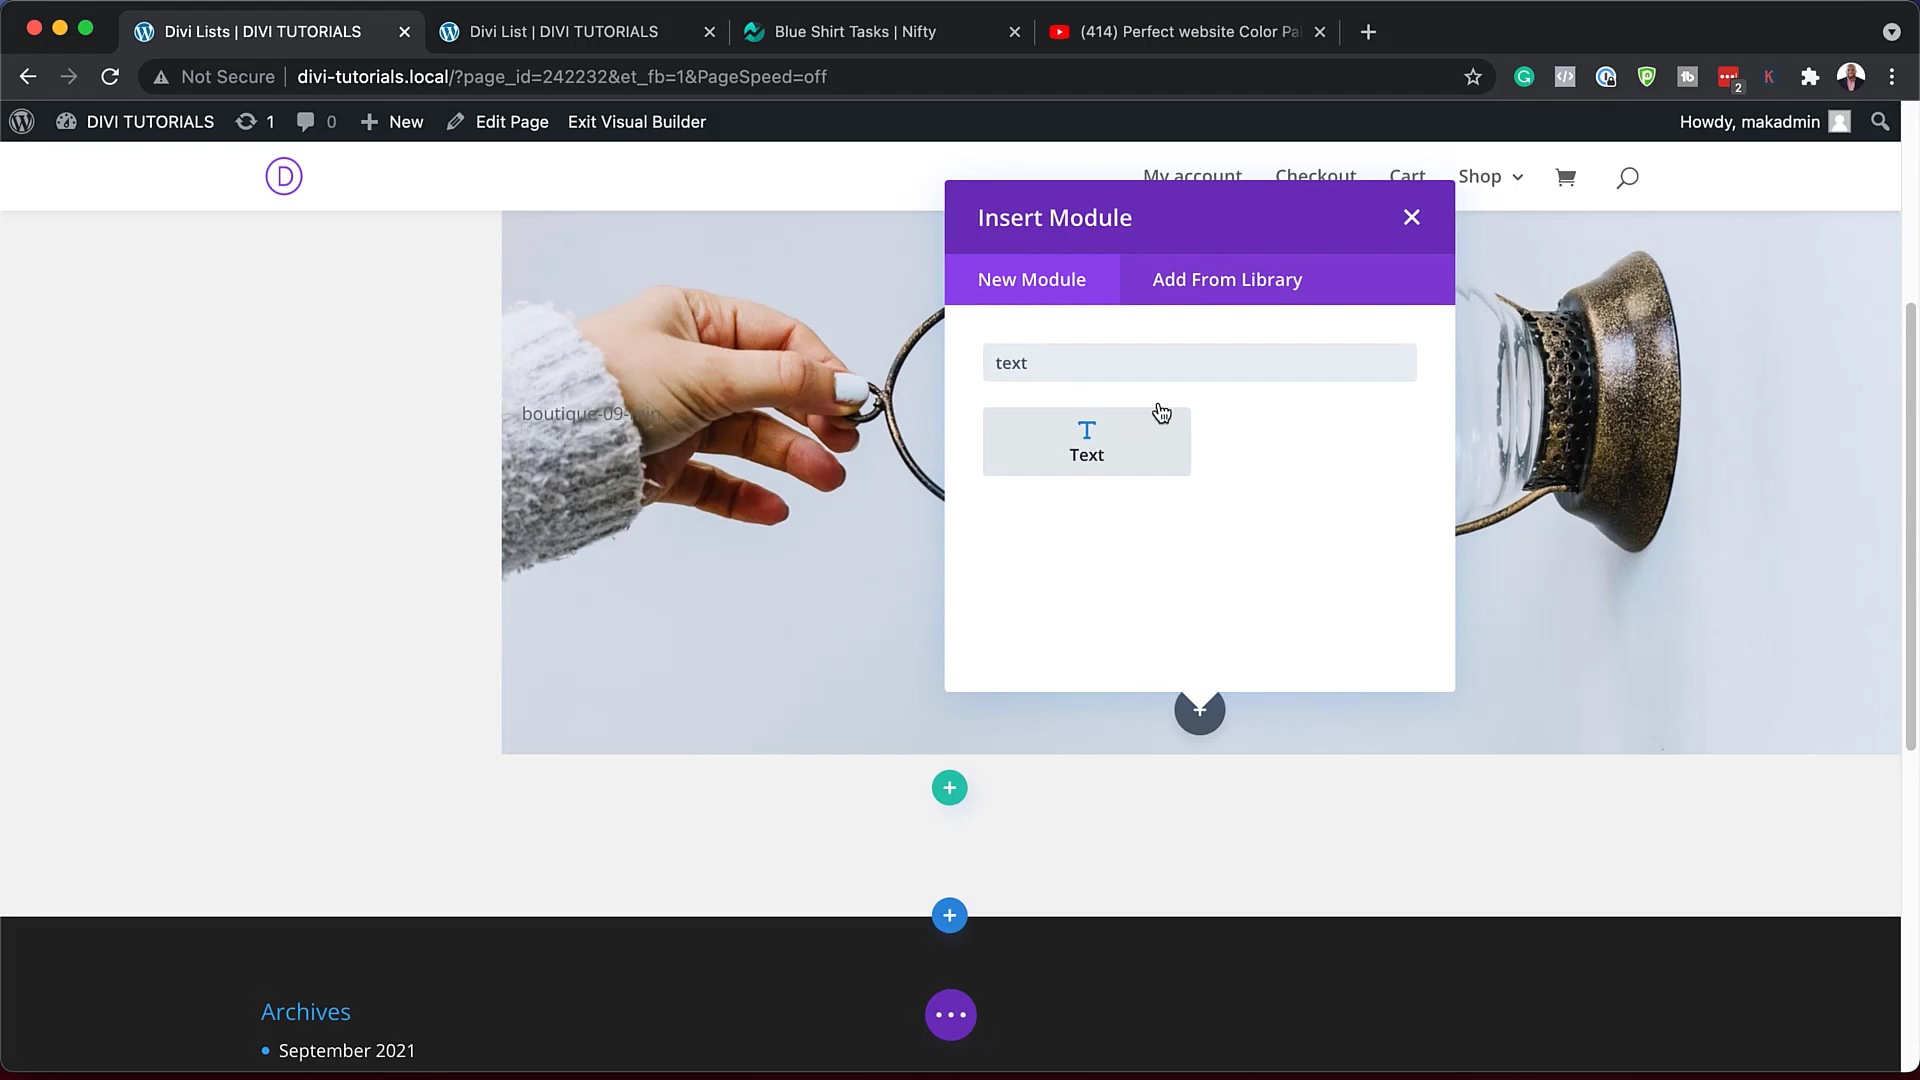 Divi Lists | DIVI TUTORIALS
Divi List | DIVI TUTORIALS
Blue Shirt Tasks | Nifty
(414) Perfect website Color Pal
Not Secure
divi-tutorials.local/?page_id=242232&et_fb=1&PageSpeed=off
2
DIVI TUTORIALS
1
0
New
Edit Page
Exit Visual Builder
Howdy, makadmin
D
My account
Checkout
Cart
Shop
Insert Module
New Module
Add From Library
text
boutique-09-min
T
Text
Archives
September 2021